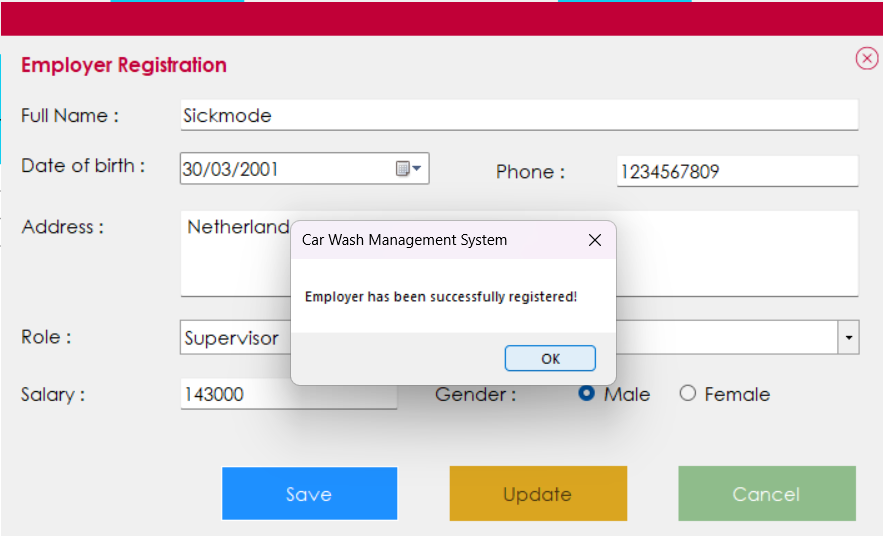 Employer Registration
Full Name : Sickmode
Date of birth : 30/03/2001 Phone : 1234567809
Address : Netherland
Car Wash Management System
Employer has been successfully registered!
OK
Role : Supervisor
Salary : 143000 Gender : Male Female
Save Update Cancel